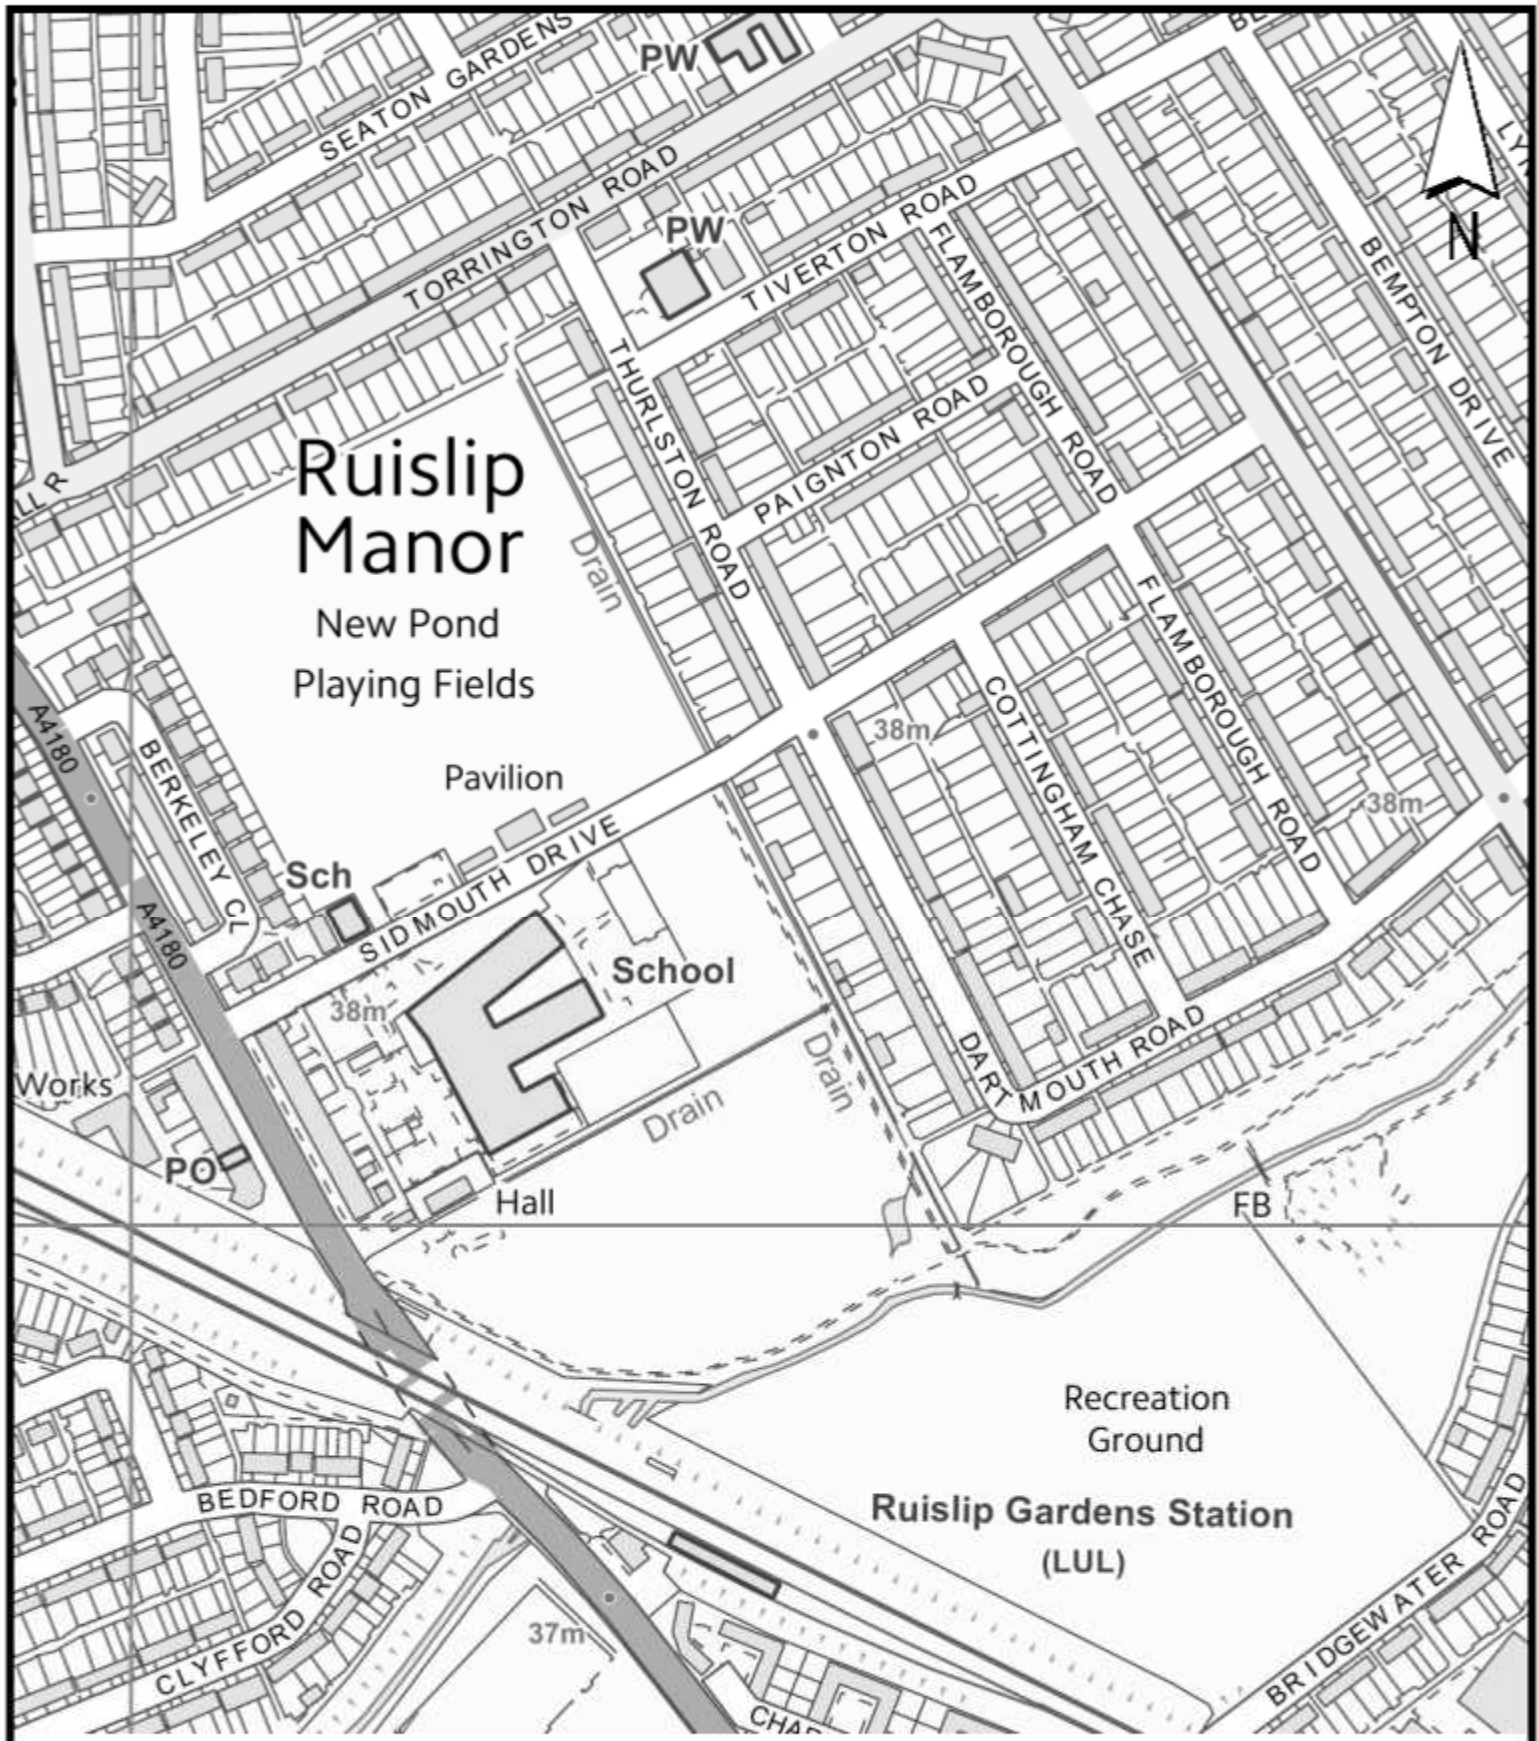 SEATON GARDENS
PW
TORRINGTON ROAD
PW
TIVERTON ROAD
N
BEMPTON DRIVE
FLAMBOROUGH ROAD
THURLSTON ROAD
PAIGNTON ROAD
Ruislip
Manor
New Pond
Playing Fields
Drain
FLAMBOROUGH ROAD
COTTINGHAM CHASE
38m
38m
A4180
BERKELEY CL
Pavilion
Sch
SIDMOUTH DRIVE
A4180
School
38m
DARTMOUTH ROAD
Drain
Drain
Works
PO
Hall
FB
Recreation
Ground
Ruislip Gardens Station
(LUL)
BEDFORD ROAD
CLYFFORD ROAD
37m
BRIDGEWATER ROAD